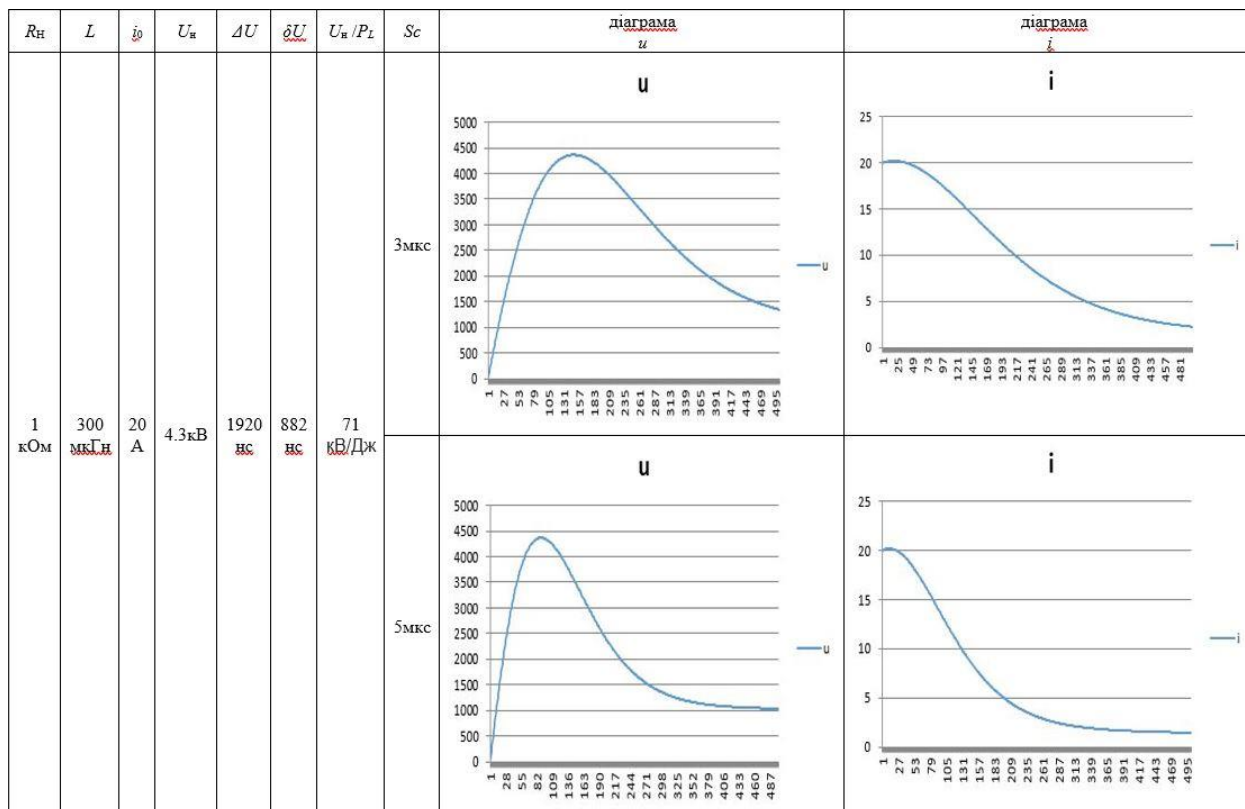 Rн L i0 Uн ΔU δU Uн /PL Sc діаграма u діаграма i
1 кОм
300 мкГн
20 А
4.3кВ
1920 нс
882 нс
71 кВ/Дж
3мкс
u
5000
4500
4000
3500
3000
2500
2000
1500
1000
500
0
1 27 53 79 105 131 157 183 209 235 261 287 313 339 365 391 417 443 469 495
u
i
25
20
15
10
5
0
1 25 49 73 97 121 145 169 193 217 241 265 289 313 337 361 385 409 433 457 481
i
5мкс
u
5000
4500
4000
3500
3000
2500
2000
1500
1000
500
0
1 28 55 82 109 136 163 190 217 244 271 298 325 352 379 406 433 460 487
u
i
25
20
15
10
5
0
1 27 53 79 105 131 157 183 209 235 261 287 313 339 365 391 417 443 469 495
i